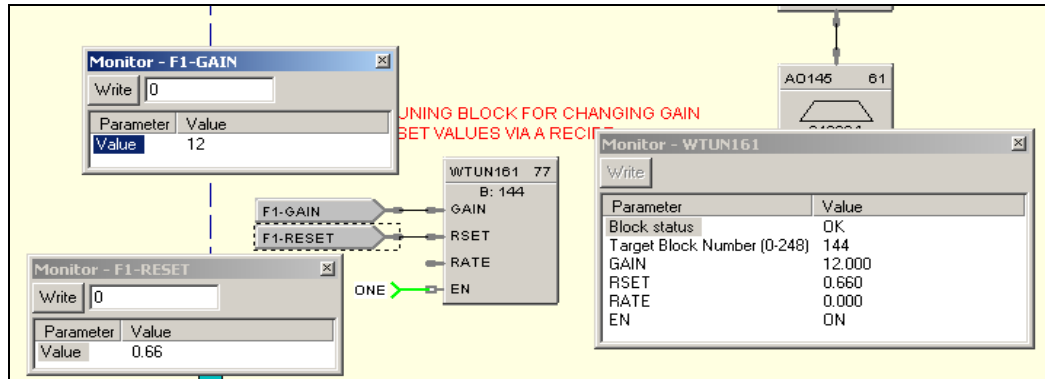 Monitor - F1-GAIN
Write 0
Parameter Value
Value 12
UNING BLOCK FOR CHANGING GAIN
SET VALUES VIA A RECIPE
AO145 61
WTUN161 77
B: 144
GAIN
RSET
RATE
EN
F1-GAIN
F1-RESET
ONE
Monitor - F1-RESET
Write 0
Parameter Value
Value 0.66
Monitor - WTUN161
Write
Parameter Value
Block status OK
Target Block Number (0-248) 144
GAIN 12.000
RSET 0.660
RATE 0.000
EN ON